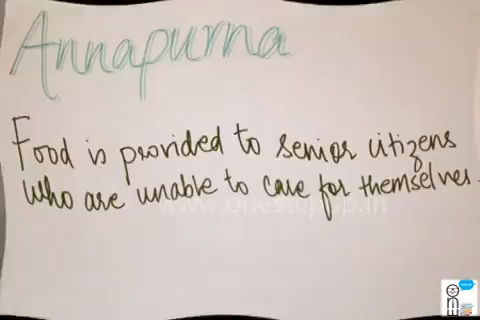 Annapurna
Food is provided to senior citizens
who are unable to care for themselves.